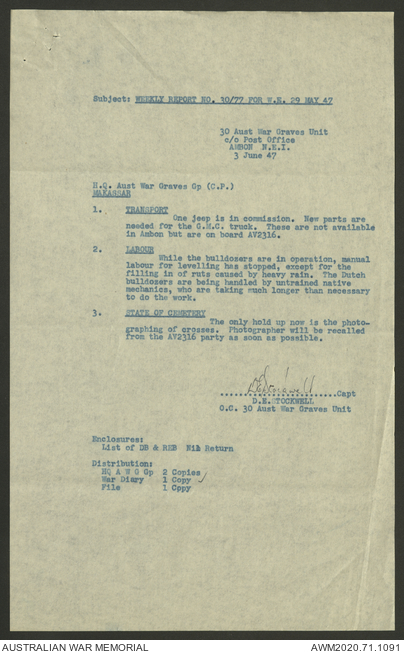 Subject: WEEKLY REPORT NO. 30/77 FOR W.E. 29 MAY 47
30 Aust War Graves Unit
c/o Post Office
AMBON N.E.I.
3 June 47
H.Q. Aust War Graves Gp (C.P.)
MAKASSAR
1. TRANSPORT
One jeep is in commission. New parts are
needed for the G.M.C. truck. These are not available
in Ambon but are on board AV2316.
2. LABOUR
While the bulldozers are in operation, manual
labour for levelling has stopped, except for the
filling in of ruts caused by heavy rain. The Dutch
bulldozers are being handled by untrained native
mechanics, who are taking much longer than necessary
to do the work.
3. STATE OF CEMETERY
The only hold up now is the photo-
graphing of crosses. Photographer will be recalled
from the AV2316 party as soon as possible.
DEStockwell
....................Capt
D.E. STOCKWELL
O.C. 30 Aust War Graves Unit
Enclosures:
List of DB & REB Nil Return
Distribution:
HQ A W G Gp 2 Copies
War Diary 1 Copy ✓
File 1 Copy
AUSTRALIAN WAR MEMORIAL
AWM2020.71.1091